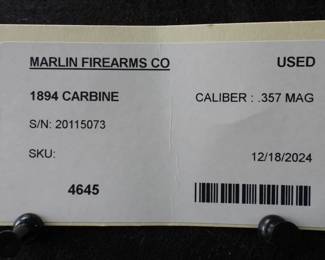 MARLIN FIREARMS CO USED
1894 CARBINE CALIBER : .357 MAG
S/N: 20115073
SKU: 12/18/2024
4645